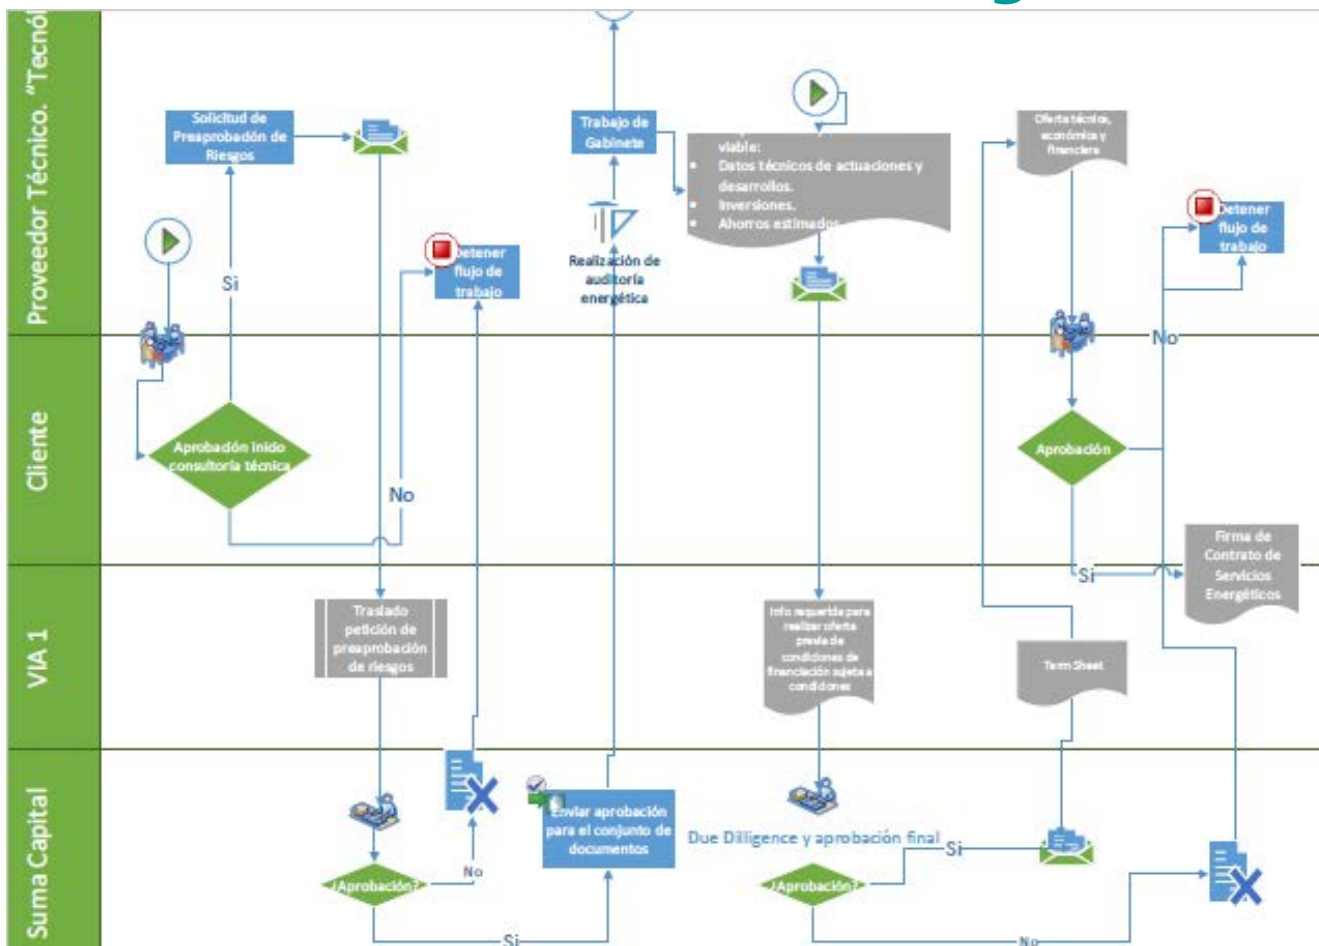 Proveedor Técnico. "Tecnól
Solicitud de
Preaprobación de
Riesgos
Si
Detener
flujo de
trabajo
Trabajo de
Gabinete
Realización de
auditoría
energética
viable:
• Datos técnicos de actuaciones y
desarrollos.
• Inversiones.
• Ahorros estimados
Oferta técnica,
económica y
financiera
Detener
flujo de
trabajo
No
Cliente
Aprobación inicio
consultoría técnica
No
Aprobación
Si
Firma de
Contrato de
Servicios
Energéticos
VIA 1
Traslado
petición de
preaprobación
de riesgos
Info requerida para
realizar oferta
previa de
condiciones de
financiación sujeta a
condiciones
Term Sheet
Suma Capital
¿Aprobación?
No
Si
Enviar aprobación
para el conjunto de
documentos
Due Dilligence y aprobación final
¿Aprobación?
Si
No